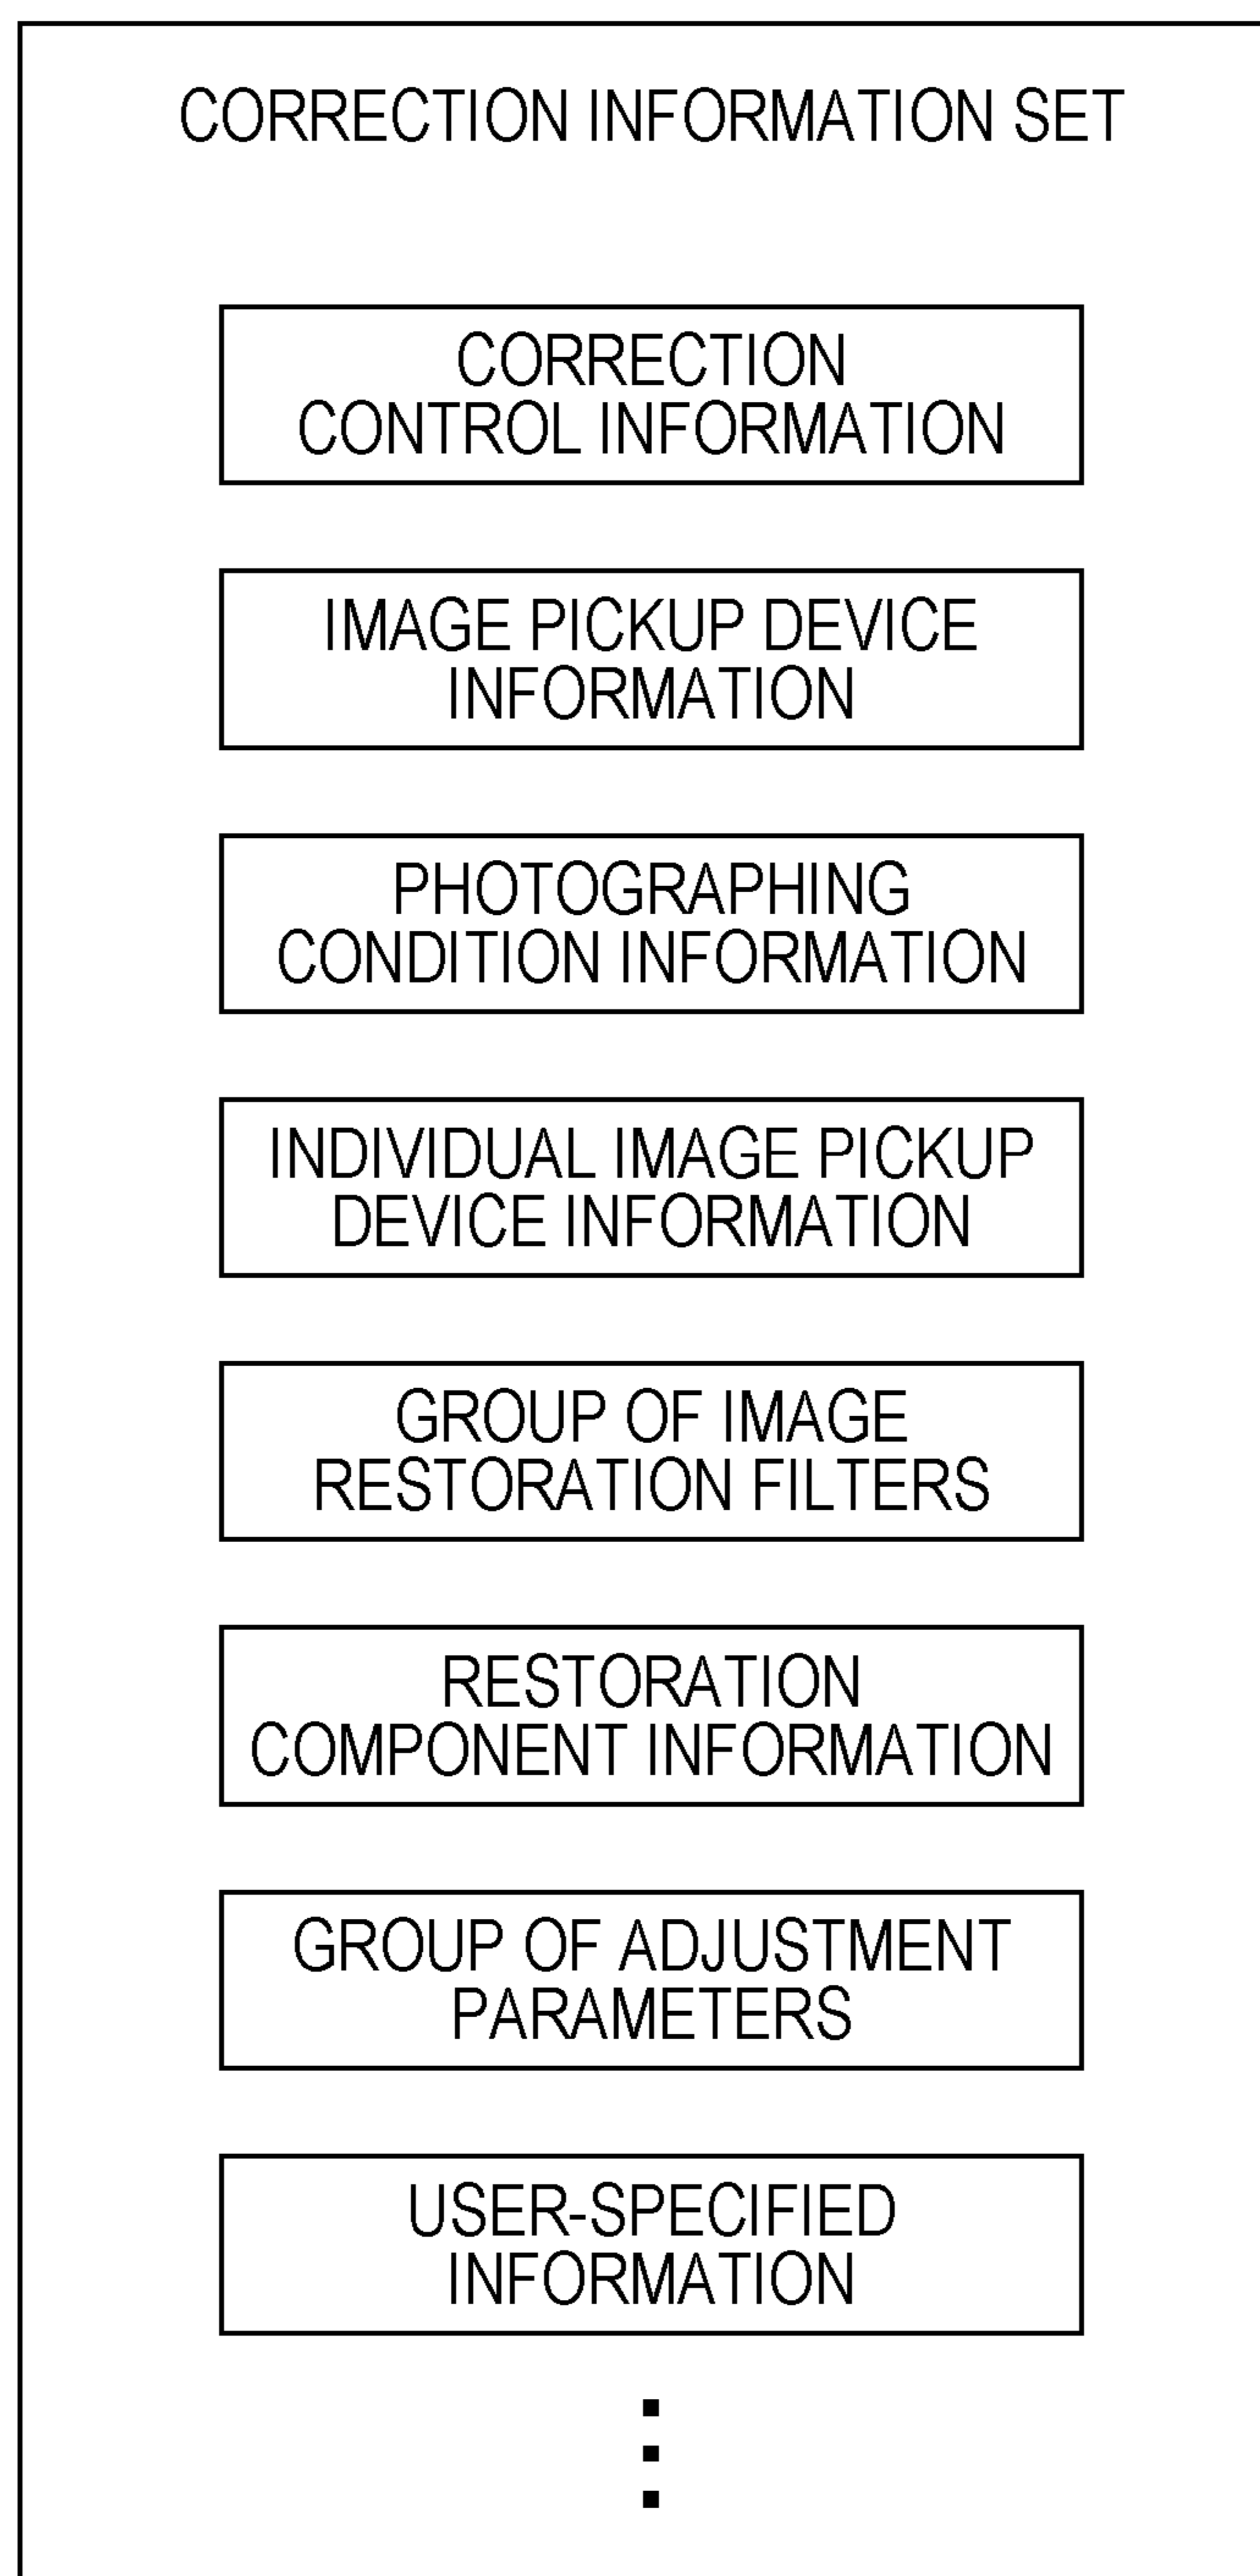 CORRECTION INFORMATION SET
CORRECTION
CONTROL INFORMATION
IMAGE PICKUP DEVICE
INFORMATION
PHOTOGRAPHING
CONDITION INFORMATION
INDIVIDUAL IMAGE PICKUP
DEVICE INFORMATION
GROUP OF IMAGE
RESTORATION FILTERS
RESTORATION
COMPONENT INFORMATION
GROUP OF ADJUSTMENT
PARAMETERS
USER-SPECIFIED
INFORMATION